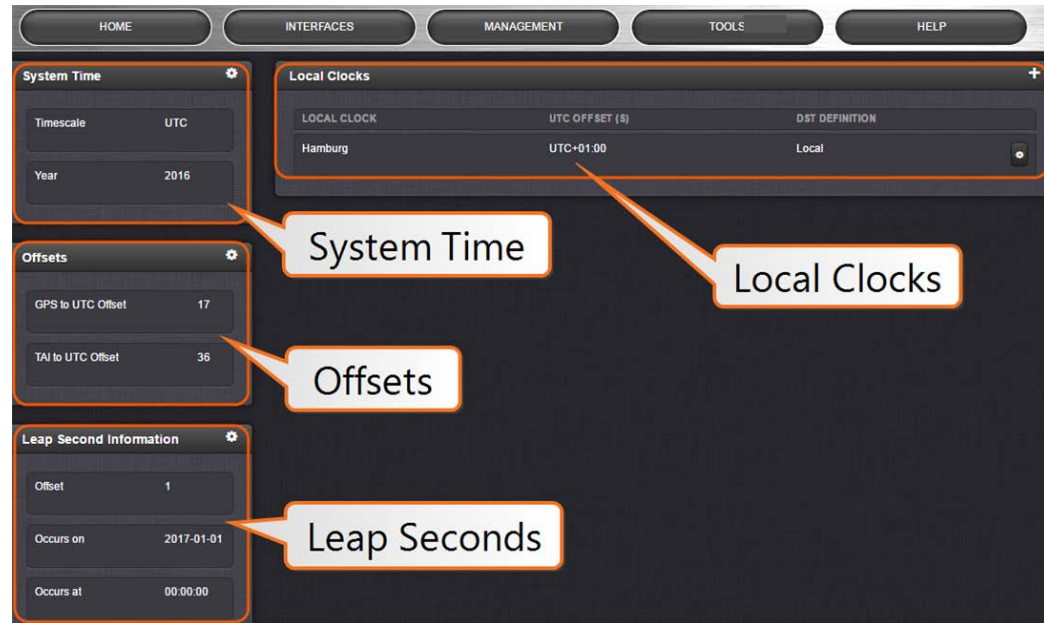 HOME INTERFACES MANAGEMENT TOOLS HELP
System Time
Timescale UTC
Year 2016
System Time
Offsets
GPS to UTC Offset 17
TAI to UTC Offset 36
Offsets
Leap Second Information
Offset 1
Occurs on 2017-01-01
Occurs at 00:00:00
Leap Seconds
Local Clocks
LOCAL CLOCK UTC OFFSET (S) DST DEFINITION
Hamburg UTC+01:00 Local
Local Clocks